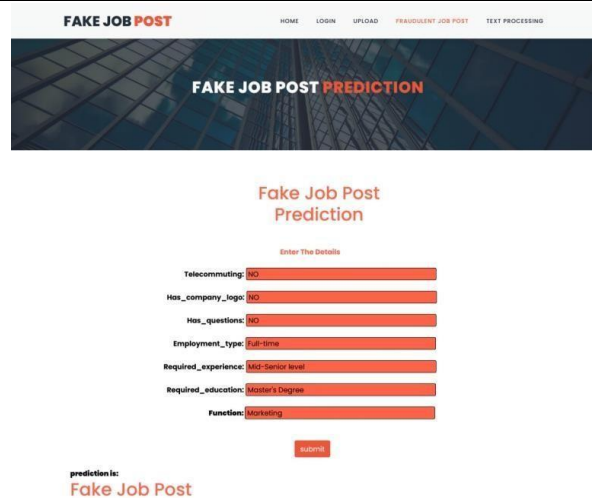 FAKE JOB POST HOME LOGIN UPLOAD FRAUDULENT JOB POST TEXT PROCESSING
FAKE JOB POST PREDICTION
Fake Job Post
Prediction
Enter The Details
Telecommuting: NO
Has_company_logo: NO
Has_questions: NO
Employment_type: Full-time
Required_experience: Mid-Senior level
Required_education: Master's Degree
Function: Marketing
submit
prediction is:
Fake Job Post